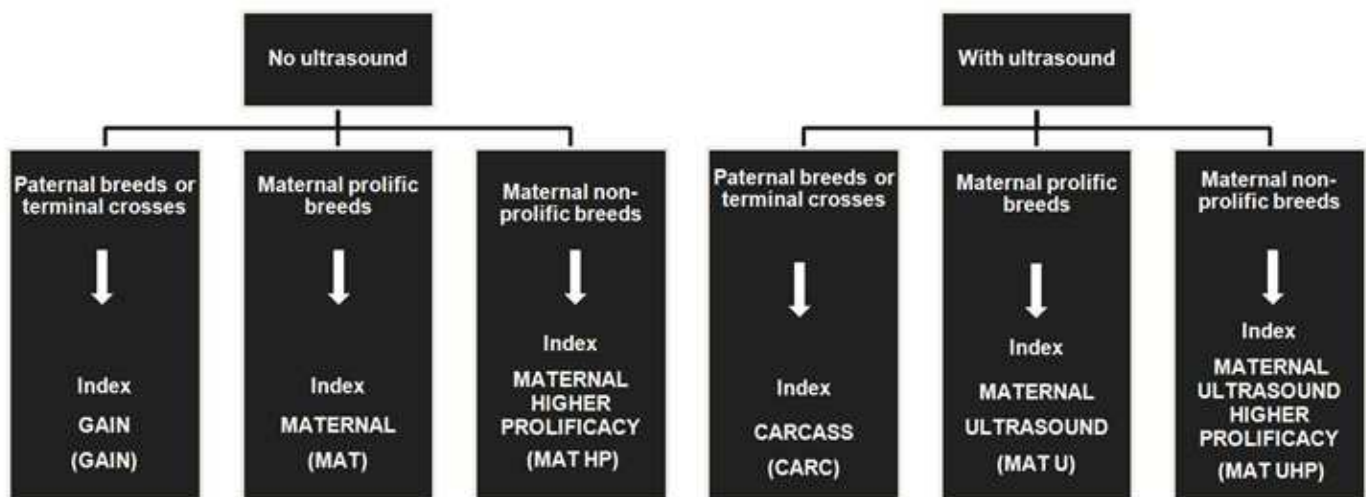 No ultrasound
With ultrasound
Paternal breeds or
terminal crosses
Index
GAIN
(GAIN)
Maternal prolific
breeds
Index
MATERNAL
(MAT)
Maternal non-
prolific breeds
Index
MATERNAL
HIGHER
PROLIFICACY
(MAT HP)
Paternal breeds or
terminal crosses
Index
CARCASS
(CARC)
Maternal prolific
breeds
Index
MATERNAL
ULTRASOUND
(MAT U)
Maternal non-
prolific breeds
Index
MATERNAL
ULTRASOUND
HIGHER
PROLIFICACY
(MAT UHP)